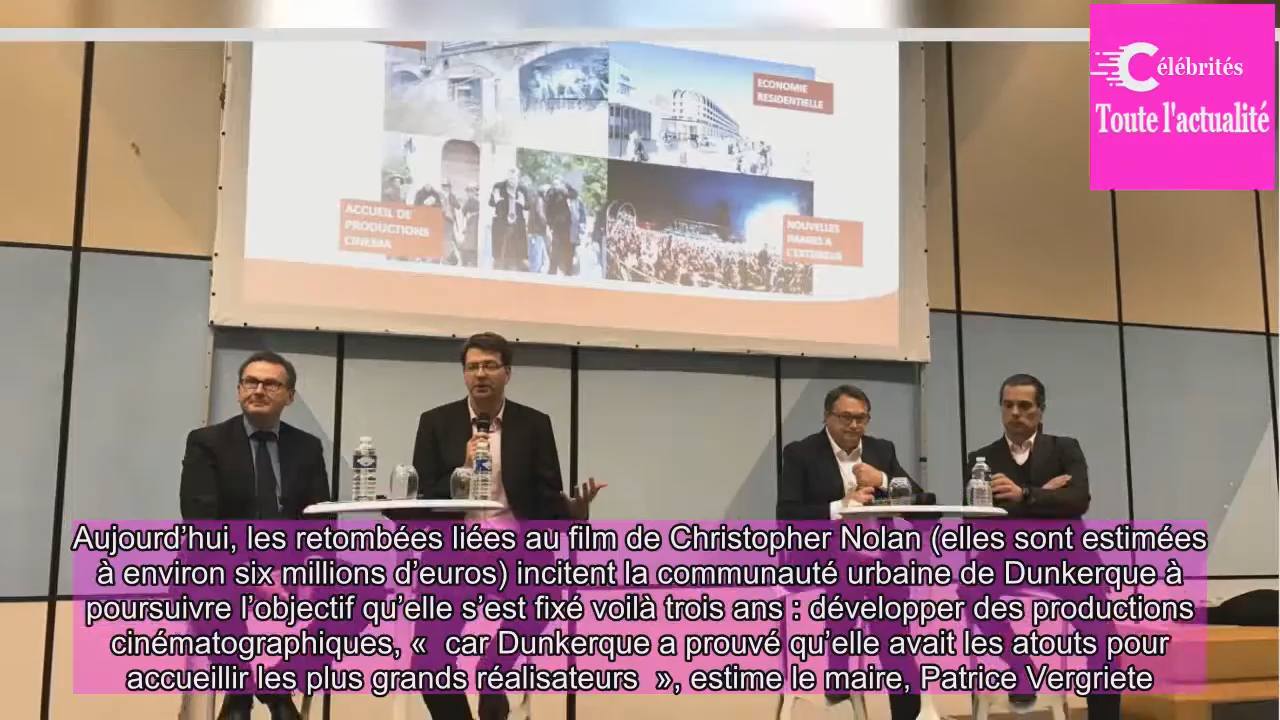 Célébrités
Toute l'actualité
ECONOMIE
RESIDENTIELLE
ACCUEIL DE
PRODUCTIONS
CINEMA
NOUVELLES
IMAGES A
L'EXTERIEUR
Aujourd’hui, les retombées liées au film de Christopher Nolan (elles sont estimées
à environ six millions d’euros) incitent la communauté urbaine de Dunkerque à
poursuivre l’objectif qu’elle s’est fixé voilà trois ans : développer des productions
cinématographiques, «  car Dunkerque a prouvé qu’elle avait les atouts pour
accueillir les plus grands réalisateurs  », estime le maire, Patrice Vergriete